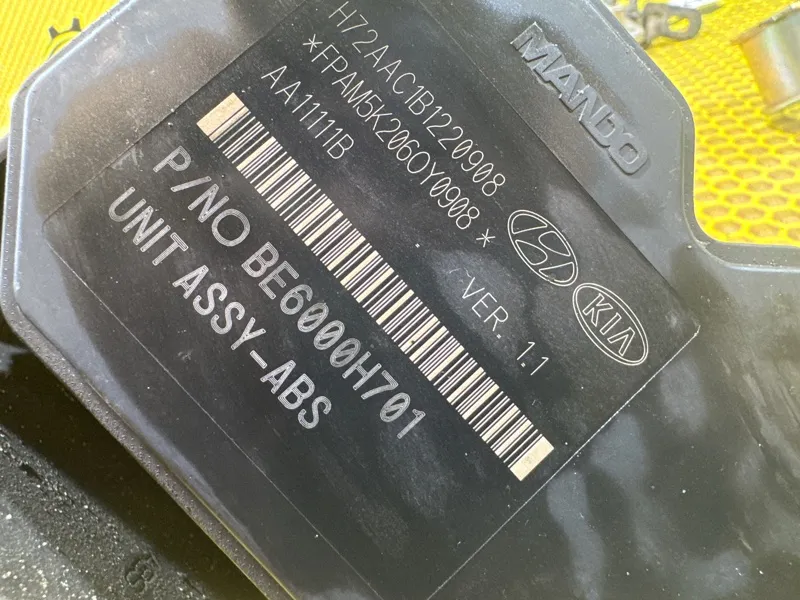 MANDO
H72AAC1B1220908
*FPAM5K2060Y0908*
AA11111B
VER. 1.1
KIA
P/NO BE6000H701
UNIT ASSY-ABS